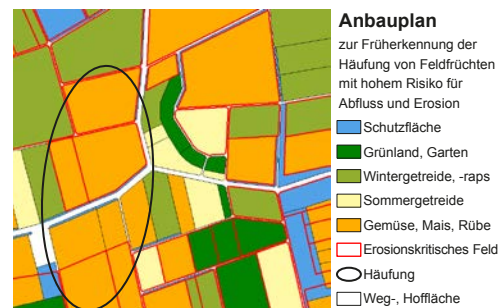 Anbauplan
zur Früherkennung der
Häufung von Feldfrüchten
mit hohem Risiko für
Abfluss und Erosion
Schutzfläche
Grünland, Garten
Wintergetreide, -raps
Sommergetreide
Gemüse, Mais, Rübe
Erosionskritisches Feld
Häufung
Weg-, Hoffläche